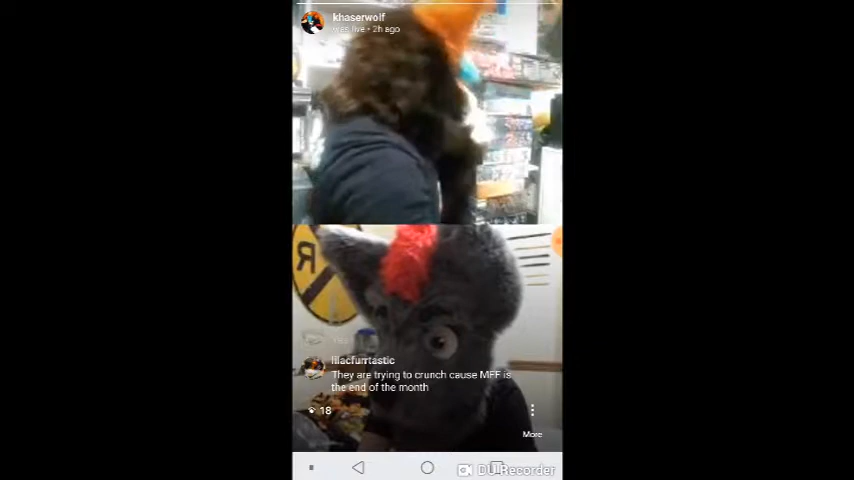 khaserwolf
was live • 2h ago
R
Yes
lilacfurrtastic
They are trying to crunch cause MFF is
the end of the month
18
More
DU Recorder